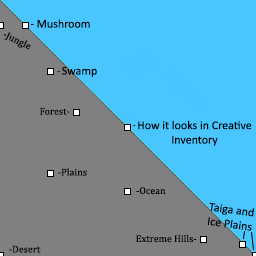 - Mushroom
-Jungle
-Swamp
Forest-
- How it looks in Creative
Inventory
-Plains
-Ocean
Taiga and
Ice Plains
Extreme Hills-
-Desert